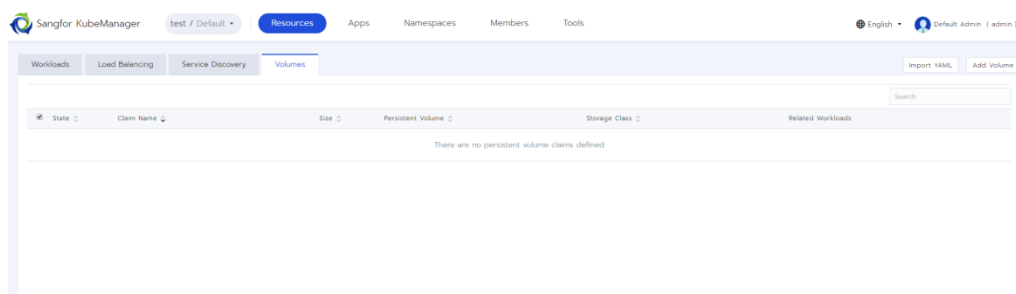 Sangfor KubeManager test / Default Resources Apps Namespaces Members Tools English Default Admin ( admin )
Workloads Load Balancing Service Discovery Volumes Import YAML Add Volume
Search
State Claim Name Size Persistent Volume Storage Class Related Workloads
There are no persistent volume claims defined